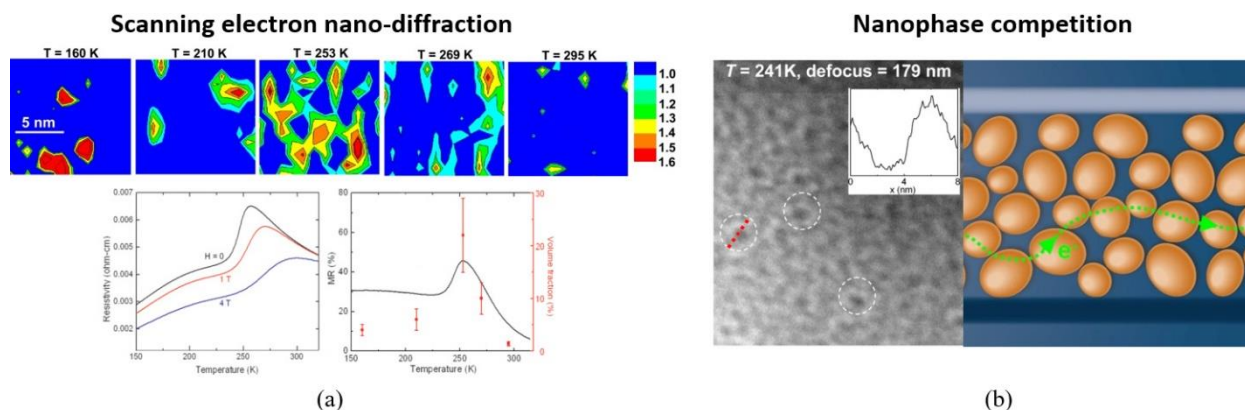 Scanning electron nano-diffraction
T = 160 K
T = 210 K
T = 253 K
T = 269 K
T = 295 K
5 nm
1.0
1.1
1.2
1.3
1.4
1.5
1.6
0.007
0.006
0.005
0.004
0.003
0.002
Resistivity (ohm-cm)
H = 0
1 T
4 T
150 200 250 300
Temperature (K)
80
60
40
20
0
MR (%)
30
20
10
0
Volume fraction (%)
150 200 250 300
Temperature (K)
(a)
Nanophase competition
T = 241K, defocus = 179 nm
0 4 8
x (nm)
e
(b)